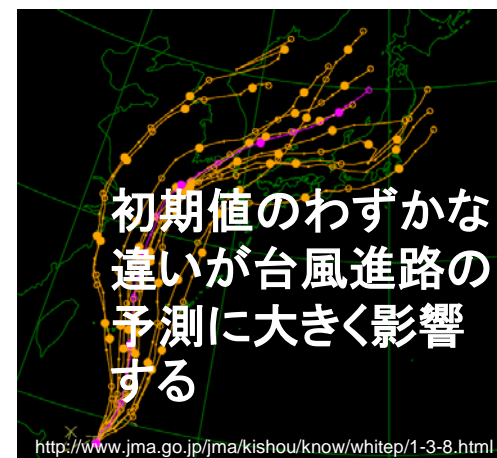 初期値のわずかな
違いが台風進路の
予測に大きく影響
する
http://www.jma.go.jp/jma/kishou/know/whitep/1-3-8.html